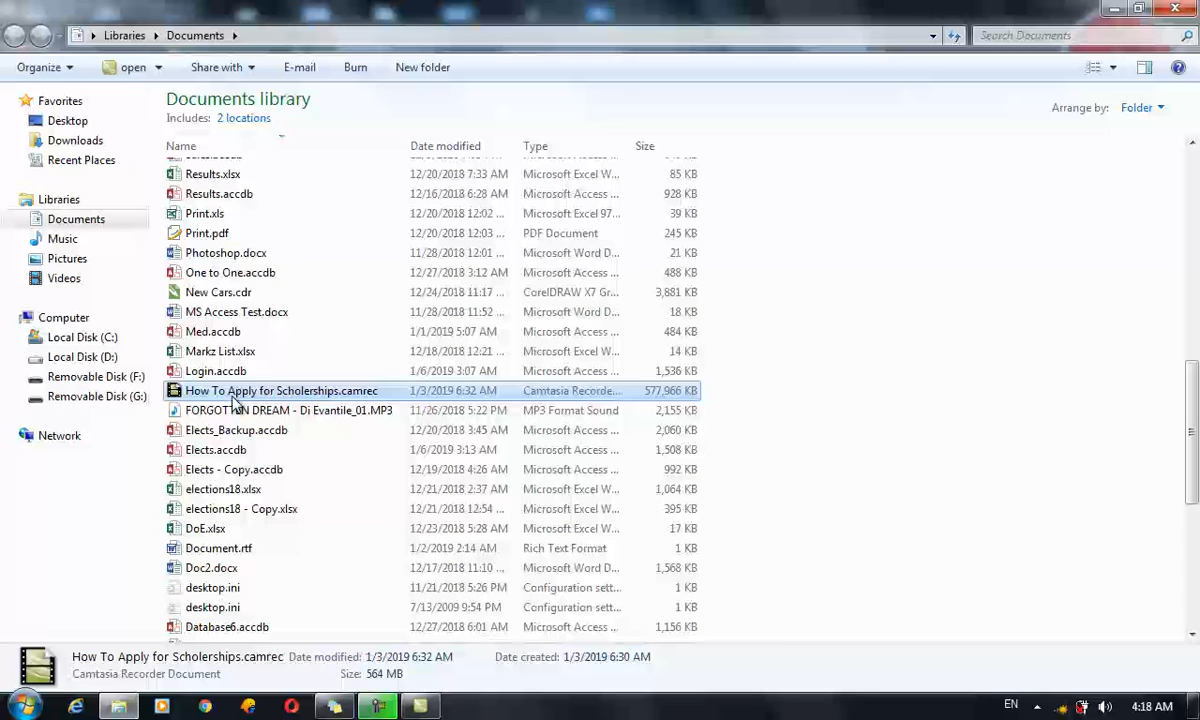 Libraries Documents Search Documents
Organize open Share with E-mail Burn New folder
Documents library
Includes: 2 locations
Arrange by: Folder
Favorites
Desktop
Downloads
Recent Places
Libraries
Documents
Music
Pictures
Videos
Computer
Local Disk (C:)
Local Disk (D:)
Removable Disk (F:)
Removable Disk (G:)
Network
Name Date modified Type Size
Results.xlsx 12/20/2018 7:33 AM Microsoft Excel W... 85 KB
Results.accdb 12/16/2018 6:28 AM Microsoft Access ... 928 KB
Print.xls 12/20/2018 12:02 ... Microsoft Excel 97... 39 KB
Print.pdf 12/20/2018 12:03 ... PDF Document 245 KB
Photoshop.docx 11/28/2018 12:01 ... Microsoft Word D... 21 KB
One to One.accdb 12/27/2018 3:12 AM Microsoft Access ... 488 KB
New Cars.cdr 12/24/2018 11:17 ... CorelDRAW X7 Gr... 3,881 KB
MS Access Test.docx 11/28/2018 11:52 ... Microsoft Word D... 18 KB
Med.accdb 1/1/2019 5:07 AM Microsoft Access ... 484 KB
Markz List.xlsx 12/18/2018 12:21 ... Microsoft Excel W... 14 KB
Login.accdb 1/6/2019 3:07 AM Microsoft Access ... 1,536 KB
How To Apply for Scholerships.camrec 1/3/2019 6:32 AM Camtasia Recorde... 577,966 KB
FORGOTTEN DREAM - Di Evantile_01.MP3 11/26/2018 5:22 PM MP3 Format Sound 2,155 KB
Elects_Backup.accdb 12/20/2018 3:45 AM Microsoft Access ... 2,060 KB
Elects.accdb 1/6/2019 3:13 AM Microsoft Access ... 1,508 KB
Elects - Copy.accdb 12/19/2018 4:26 AM Microsoft Access ... 992 KB
elections18.xlsx 12/21/2018 2:37 AM Microsoft Excel W... 1,064 KB
elections18 - Copy.xlsx 12/21/2018 12:54 ... Microsoft Excel W... 395 KB
DoE.xlsx 12/23/2018 5:28 AM Microsoft Excel W... 17 KB
Document.rtf 1/2/2019 2:14 AM Rich Text Format 1 KB
Doc2.docx 12/17/2018 11:10 ... Microsoft Word D... 1,568 KB
desktop.ini 11/21/2018 5:26 PM Configuration sett... 1 KB
desktop.ini 7/13/2009 9:54 PM Configuration sett... 1 KB
Database6.accdb 12/27/2018 6:01 AM Microsoft Access ... 1,156 KB
How To Apply for Scholerships.camrec Date modified: 1/3/2019 6:32 AM Date created: 1/3/2019 6:30 AM
Camtasia Recorder Document Size: 564 MB
EN 4:18 AM